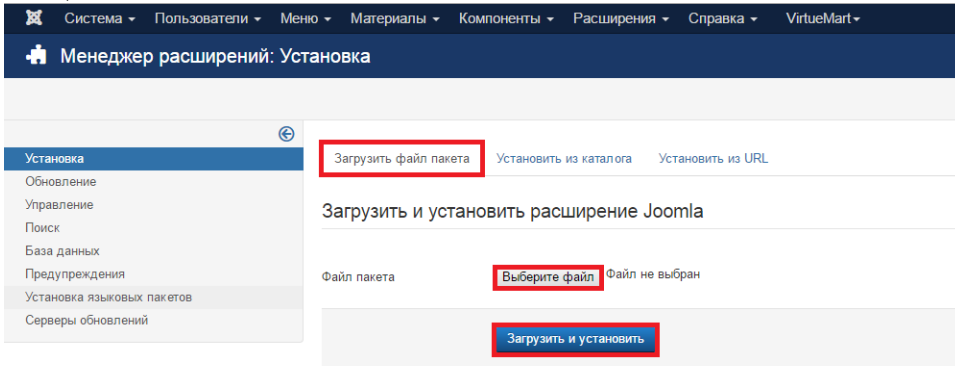 Система Пользователи Меню Материалы Компоненты Расширения Справка VirtueMart
Менеджер расширений: Установка
Установка
Обновление
Управление
Поиск
База данных
Предупреждения
Установка языковых пакетов
Серверы обновлений
Загрузить файл пакета Установить из каталога Установить из URL
Загрузить и установить расширение Joomla
Файл пакета Выберите файл Файл не выбран
Загрузить и установить